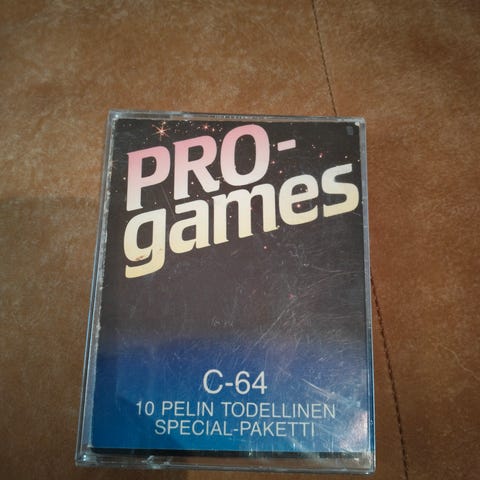 PRO-
games
C-64
10 PELIN TODELLINEN
SPECIAL-PAKETTI